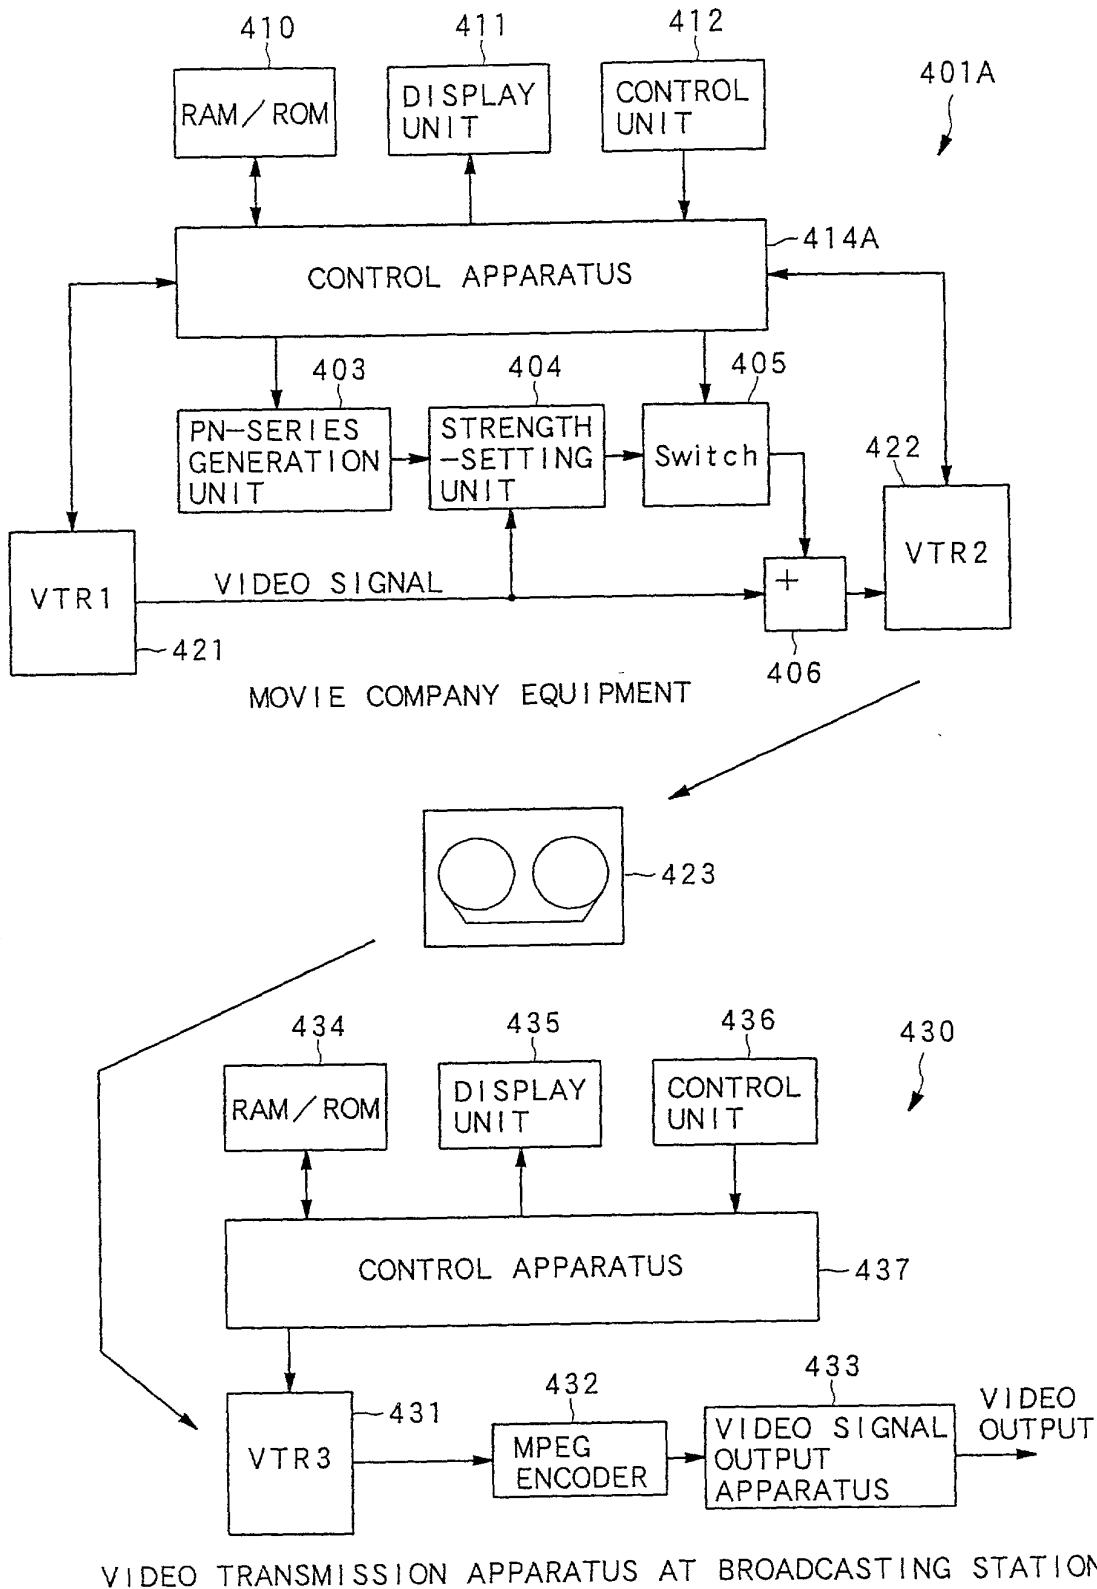 410
411
412
401A
RAM/ROM
DISPLAY
UNIT
CONTROL
UNIT
414A
CONTROL APPARATUS
403
404
405
PN-SERIES
GENERATION
UNIT
STRENGTH
-SETTING
UNIT
Switch
422
VTR1
VIDEO SIGNAL
+
VTR2
421
406
MOVIE COMPANY EQUIPMENT
423
434
435
436
430
RAM/ROM
DISPLAY
UNIT
CONTROL
UNIT
CONTROL APPARATUS
437
431
432
433
VIDEO
OUTPUT
VTR3
MPEG
ENCODER
VIDEO SIGNAL
OUTPUT
APPARATUS
VIDEO TRANSMISSION APPARATUS AT BROADCASTING STATION